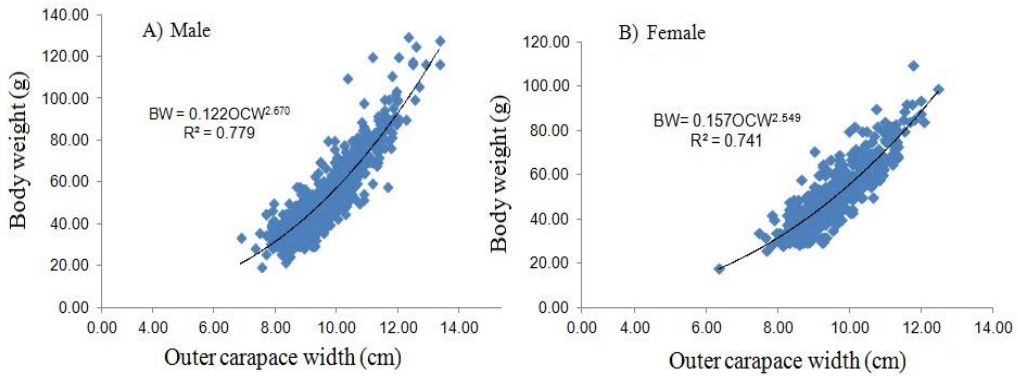 A) Male
140.00
120.00
100.00
80.00
60.00
40.00
20.00
0.00
Body weight (g)
BW = 0.122OCW^2.670
R² = 0.779
0.00 2.00 4.00 6.00 8.00 10.00 12.00 14.00
Outer carapace width (cm)
B) Female
120.00
100.00
80.00
60.00
40.00
20.00
0.00
Body weight (g)
BW= 0.157OCW^2.549
R² = 0.741
0.00 2.00 4.00 6.00 8.00 10.00 12.00 14.00
Outer carapace width (cm)